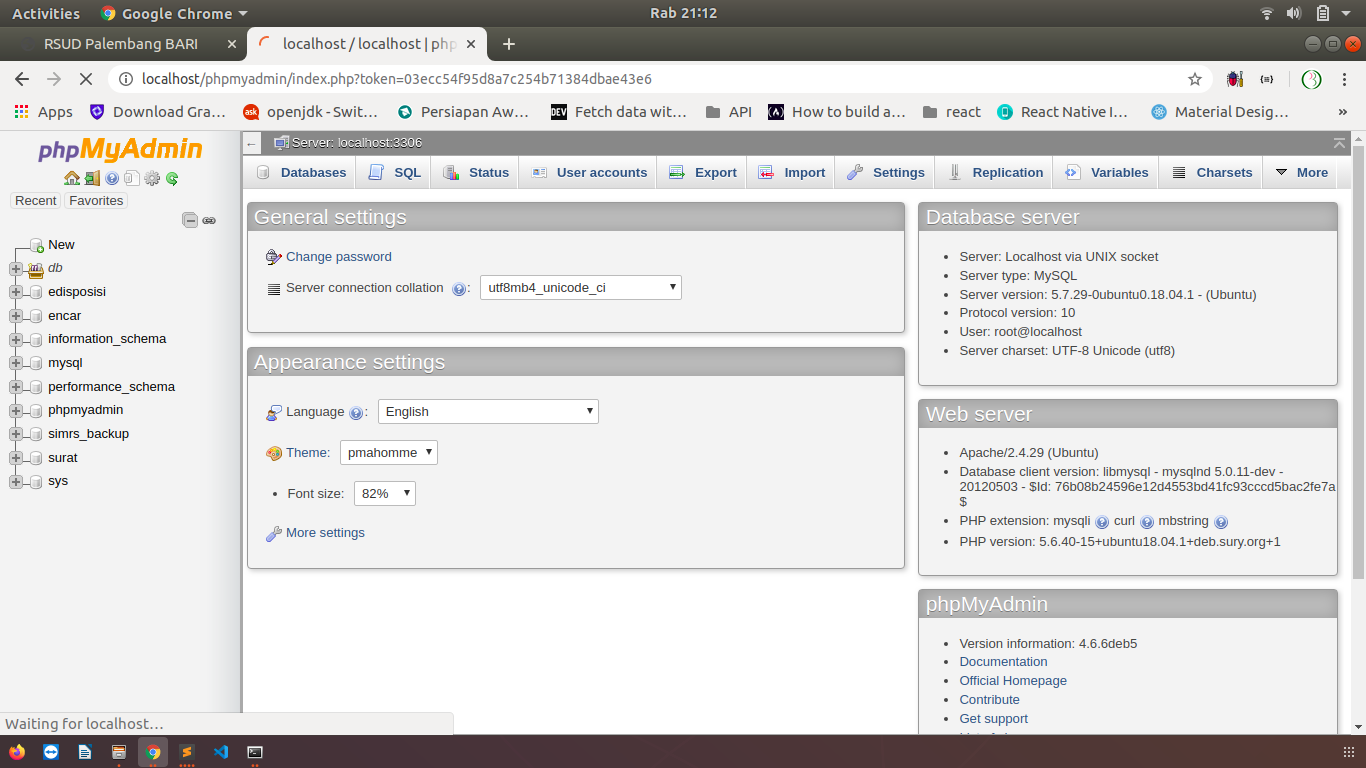 Activities
Google Chrome
Rab 21:12
RSUD Palembang BARI
localhost / localhost | php
localhost/phpmyadmin/index.php?token=03ecc54f95d8a7c254b71384dbae43e6
Apps
Download Gra…
ask
openjdk - Swit…
Persiapan Aw…
DEV
Fetch data wit…
API
How to build a…
react
React Native I…
Material Desig…
»
phpMyAdmin
Recent
Favorites
New
db
edisposisi
encar
information_schema
mysql
performance_schema
phpmyadmin
simrs_backup
surat
sys
Server: localhost:3306
Databases
SQL
Status
User accounts
Export
Import
Settings
Replication
Variables
Charsets
More
General settings
Change password
Server connection collation :
utf8mb4_unicode_ci
Appearance settings
Language :
English
Theme:
pmahomme
Font size:
82%
More settings
Database server
Server: Localhost via UNIX socket
Server type: MySQL
Server version: 5.7.29-0ubuntu0.18.04.1 - (Ubuntu)
Protocol version: 10
User: root@localhost
Server charset: UTF-8 Unicode (utf8)
Web server
Apache/2.4.29 (Ubuntu)
Database client version: libmysql - mysqlnd 5.0.11-dev -
20120503 - $Id: 76b08b24596e12d4553bd41fc93cccd5bac2fe7a
$
PHP extension: mysqli curl mbstring
PHP version: 5.6.40-15+ubuntu18.04.1+deb.sury.org+1
phpMyAdmin
Version information: 4.6.6deb5
Documentation
Official Homepage
Contribute
Get support
Waiting for localhost…